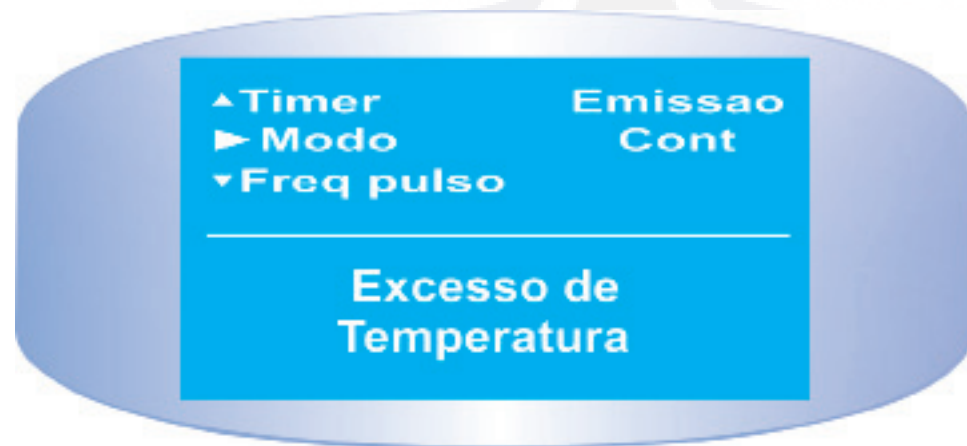 ▲Timer Emissao
► Modo Cont
▼Freq pulso
Excesso de
Temperatura